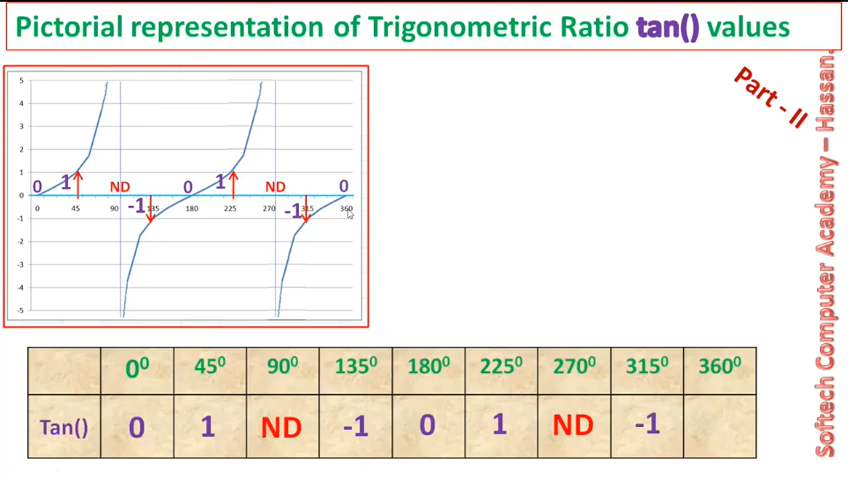 Pictorial representation of Trigonometric Ratio tan() values
Part - II
Softech Computer Academy – Hassan.
5
4
3
2
1
0 1 ND 0 1 ND 0
0
-1 -1
0 45 90 135 180 225 270 315 360
-1
-2
-3
-4
-5
0⁰ 45⁰ 90⁰ 135⁰ 180⁰ 225⁰ 270⁰ 315⁰ 360⁰
Tan() 0 1 ND -1 0 1 ND -1